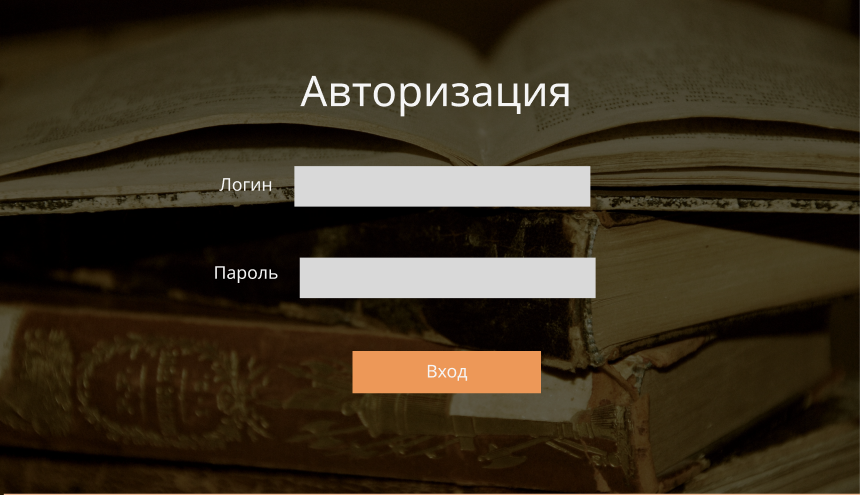 Авторизация
Логин
Пароль
Вход